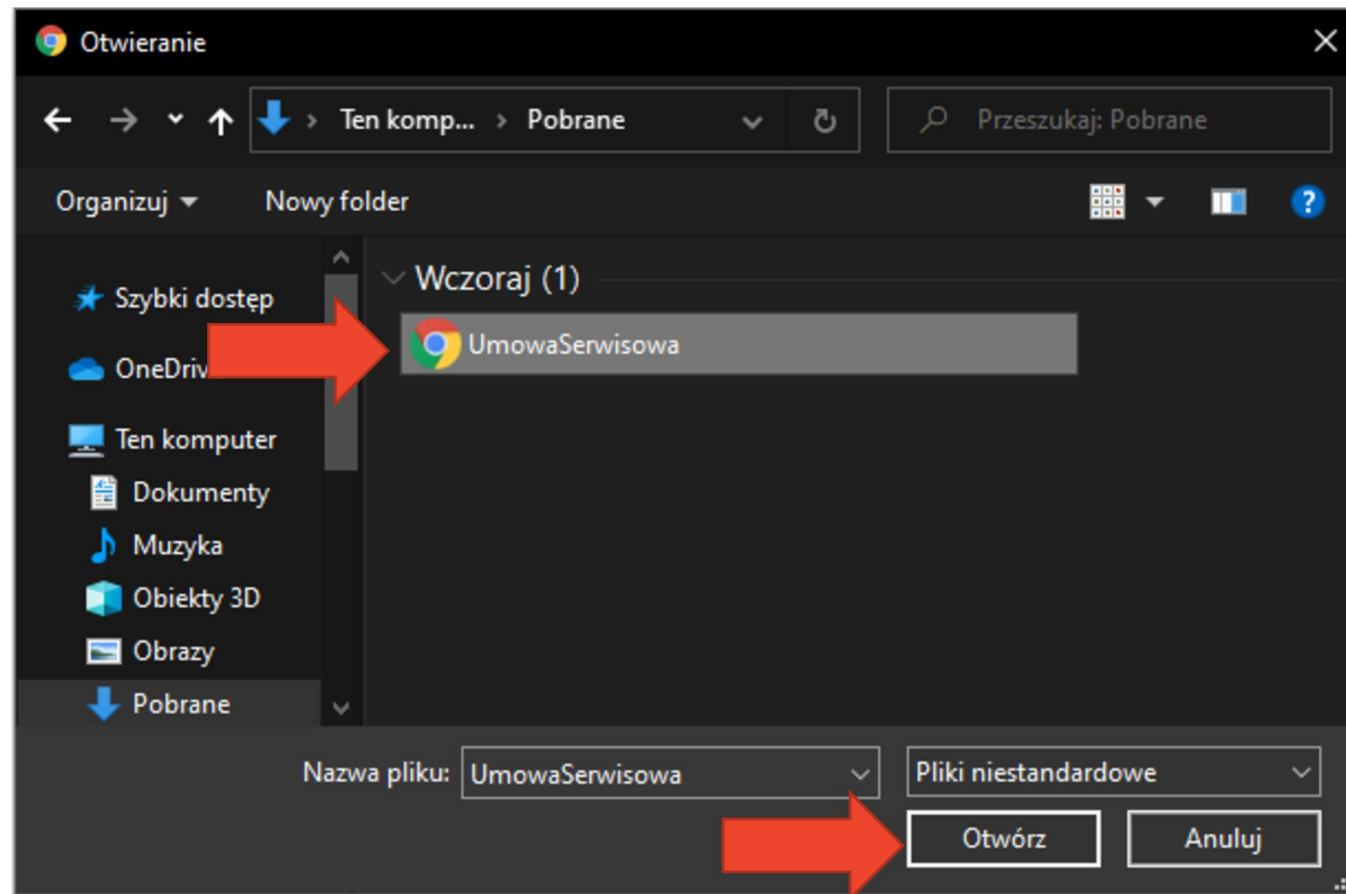 Otwieranie
Ten komp... > Pobrane
Przeszukaj: Pobrane
Organizuj
Nowy folder
Szybki dostęp
OneDriv
Ten komputer
Dokumenty
Muzyka
Obiekty 3D
Obrazy
Pobrane
Wczoraj (1)
UmowaSerwisowa
Nazwa pliku: UmowaSerwisowa
Pliki niestandardowe
Otwórz
Anuluj